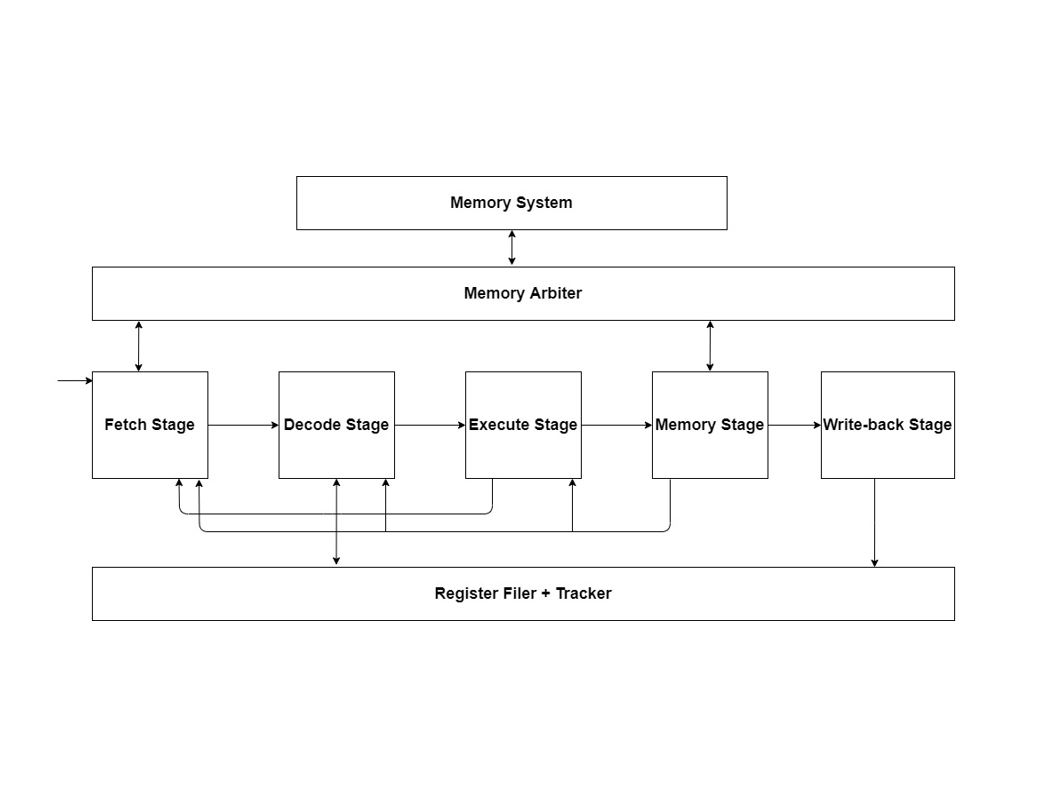 Memory System
Memory Arbiter
Fetch Stage
Decode Stage
Execute Stage
Memory Stage
Write-back Stage
Register Filer + Tracker